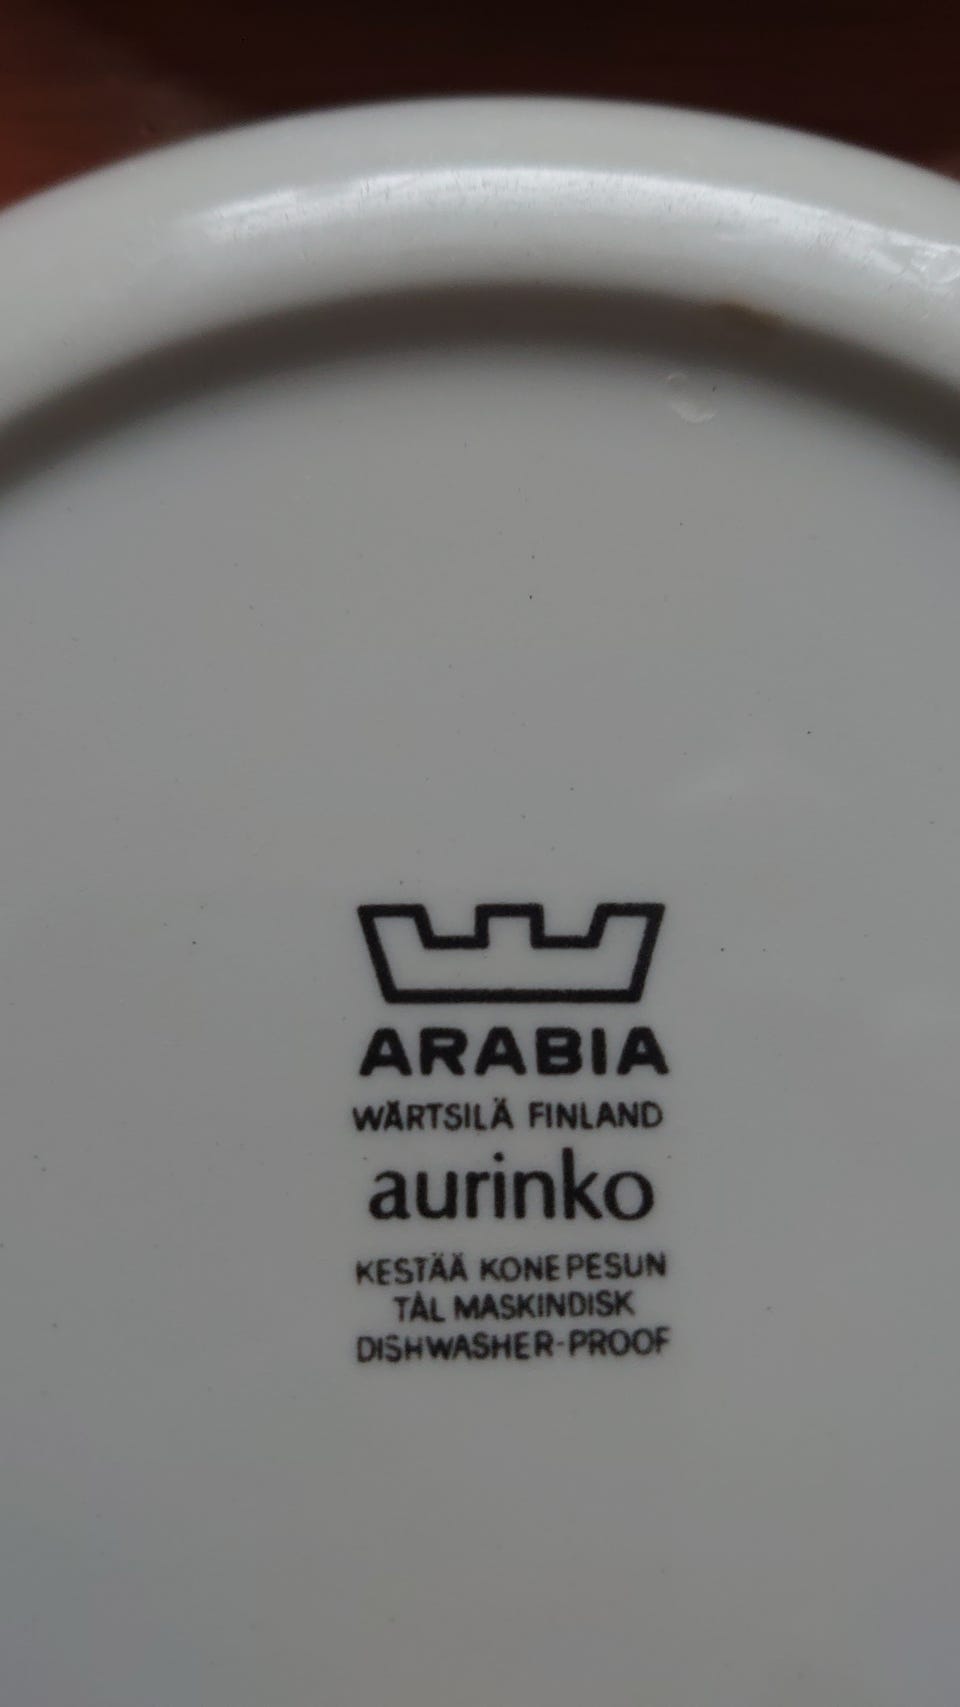 ARABIA
WÄRTSILÄ FINLAND
aurinko
KESTÄÄ KONEPESUN
TÅL MASKINDISK
DISHWASHER-PROOF